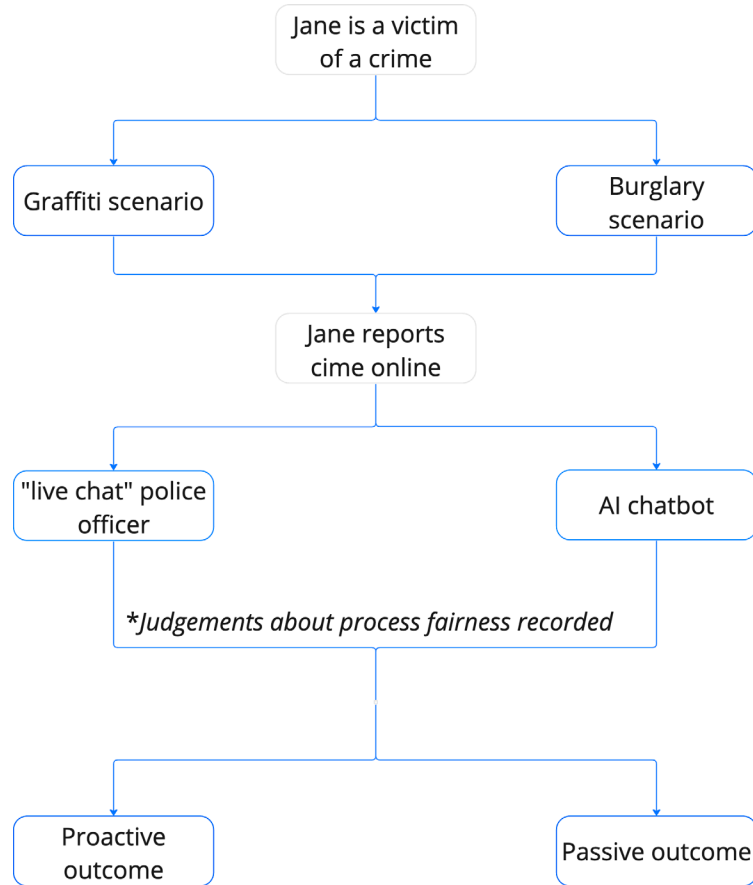 Jane is a victim
of a crime
Graffiti scenario
Burglary
scenario
Jane reports
cime online
"live chat" police
officer
AI chatbot
*Judgements about process fairness recorded
Proactive
outcome
Passive outcome